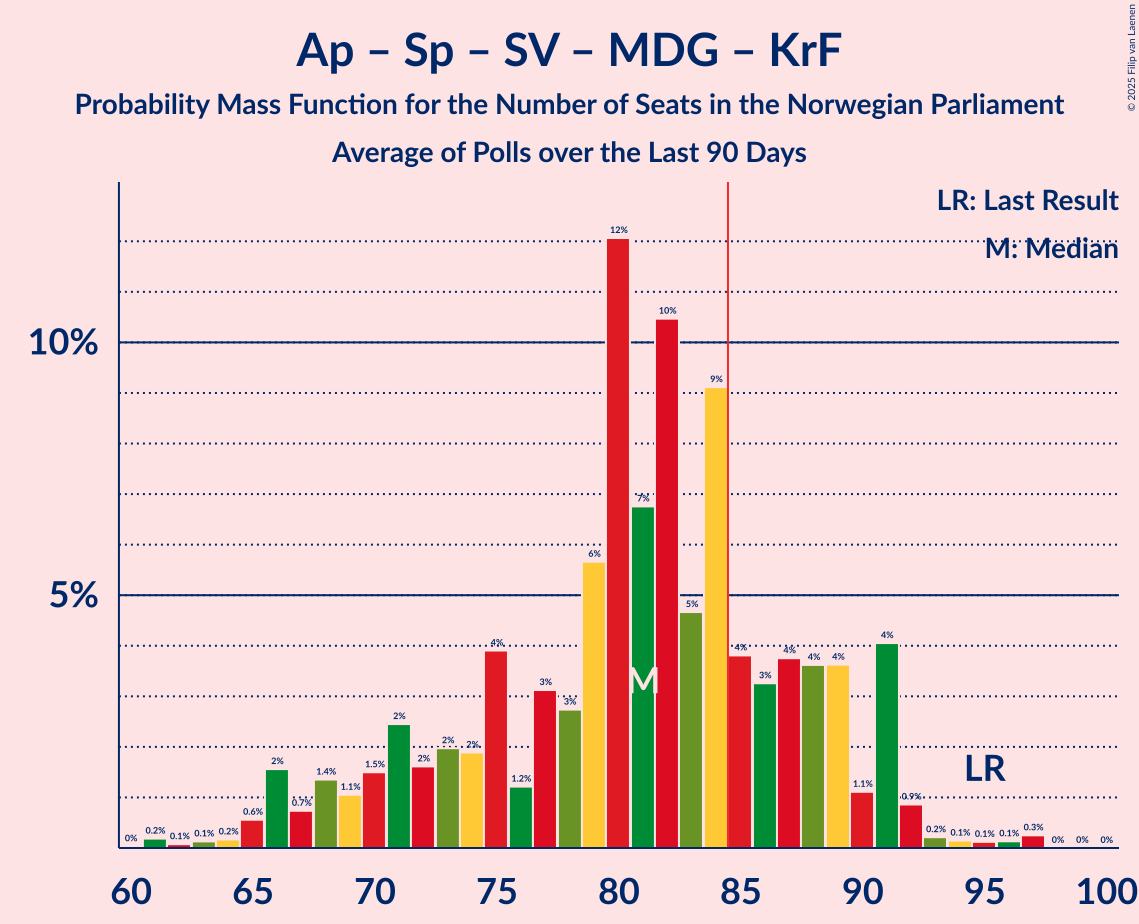 Ap – Sp – SV – MDG – KrF
Probability Mass Function for the Number of Seats in the Norwegian Parliament
Average of Polls over the Last 90 Days
© 2025 Filip van Laenen
LR: Last Result
M: Median
10%
5%
0% 0.2% 0.1% 0.1% 0.2% 0.6% 2% 0.7% 1.4% 1.1% 1.5% 2% 2% 2% 2% 4% 1.2% 3% 3% 6% 12% 7% 10% 5% 9% 4% 3% 4% 4% 4% 1.1% 4% 0.9% 0.2% 0.1% 0.1% 0.1% 0.3% 0% 0% 0%
M
LR
60 65 70 75 80 85 90 95 100